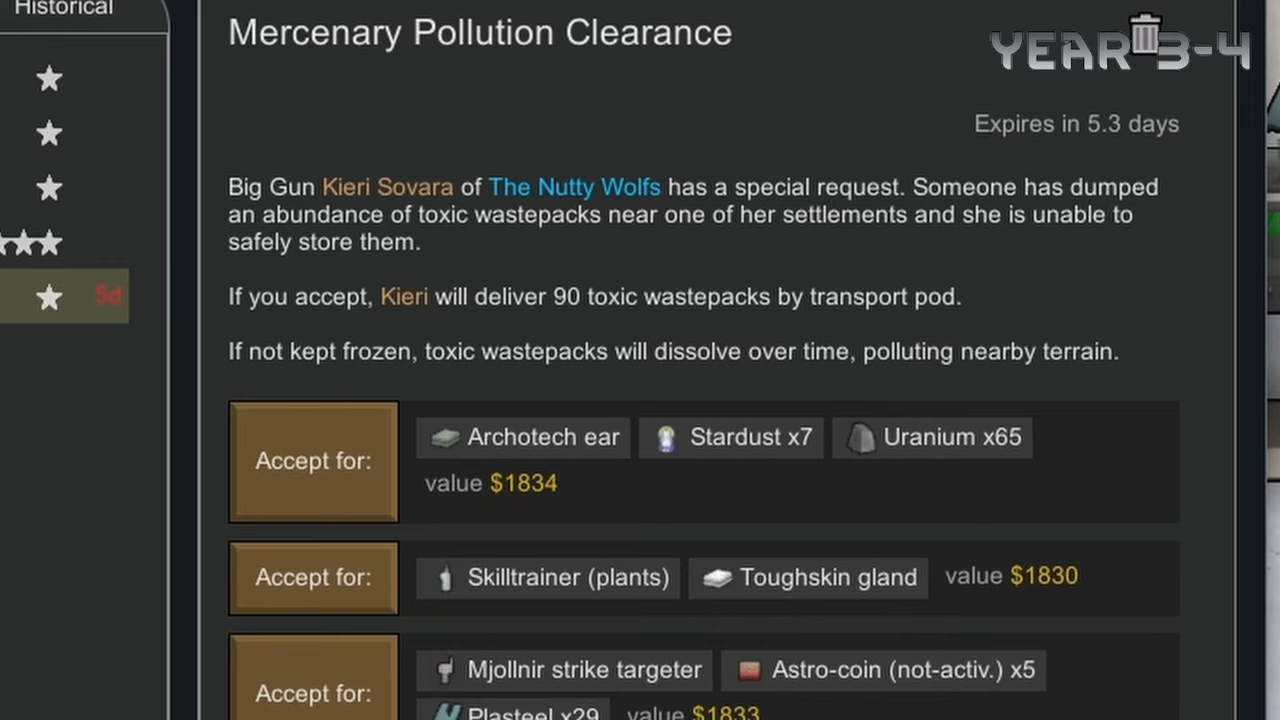 Historical
Mercenary Pollution Clearance
YEAR 3-4
Expires in 5.3 days
5d
Big Gun Kieri Sovara of The Nutty Wolfs has a special request. Someone has dumped
an abundance of toxic wastepacks near one of her settlements and she is unable to
safely store them.
If you accept, Kieri will deliver 90 toxic wastepacks by transport pod.
If not kept frozen, toxic wastepacks will dissolve over time, polluting nearby terrain.
Accept for: Archotech ear Stardust x7 Uranium x65
value $1834
Accept for: Skilltrainer (plants) Toughskin gland value $1830
Accept for: Mjollnir strike targeter Astro-coin (not-activ.) x5
Plasteel x29 value $1833